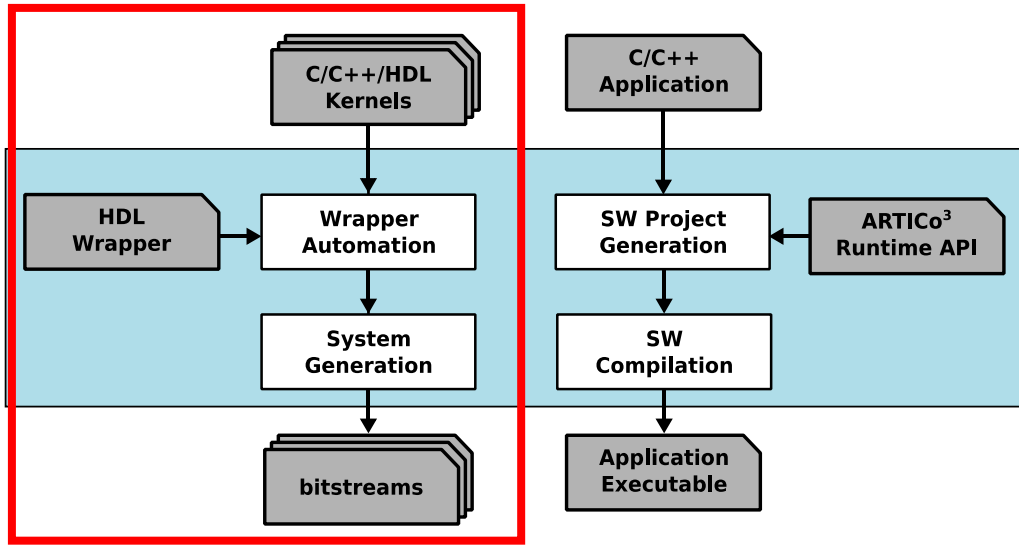 C/C++/HDL
Kernels
C/C++
Application
HDL
Wrapper
Wrapper
Automation
SW Project
Generation
ARTICo³
Runtime API
System
Generation
SW
Compilation
bitstreams
Application
Executable